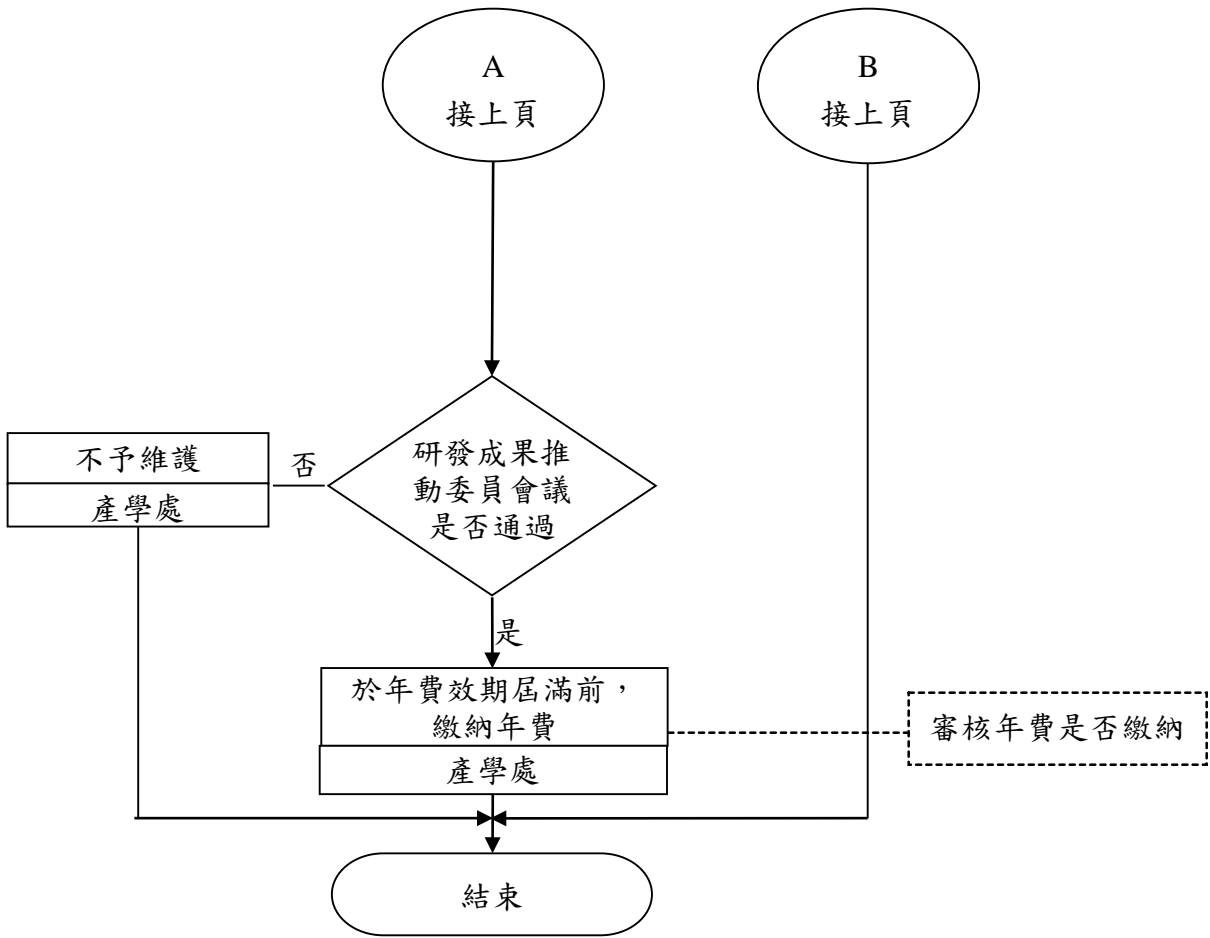 A
接上頁
B
接上頁
研發成果推
動委員會議
是否通過
否
不予維護
產學處
是
於年費效期屆滿前，
繳納年費
產學處
審核年費是否繳納
結束